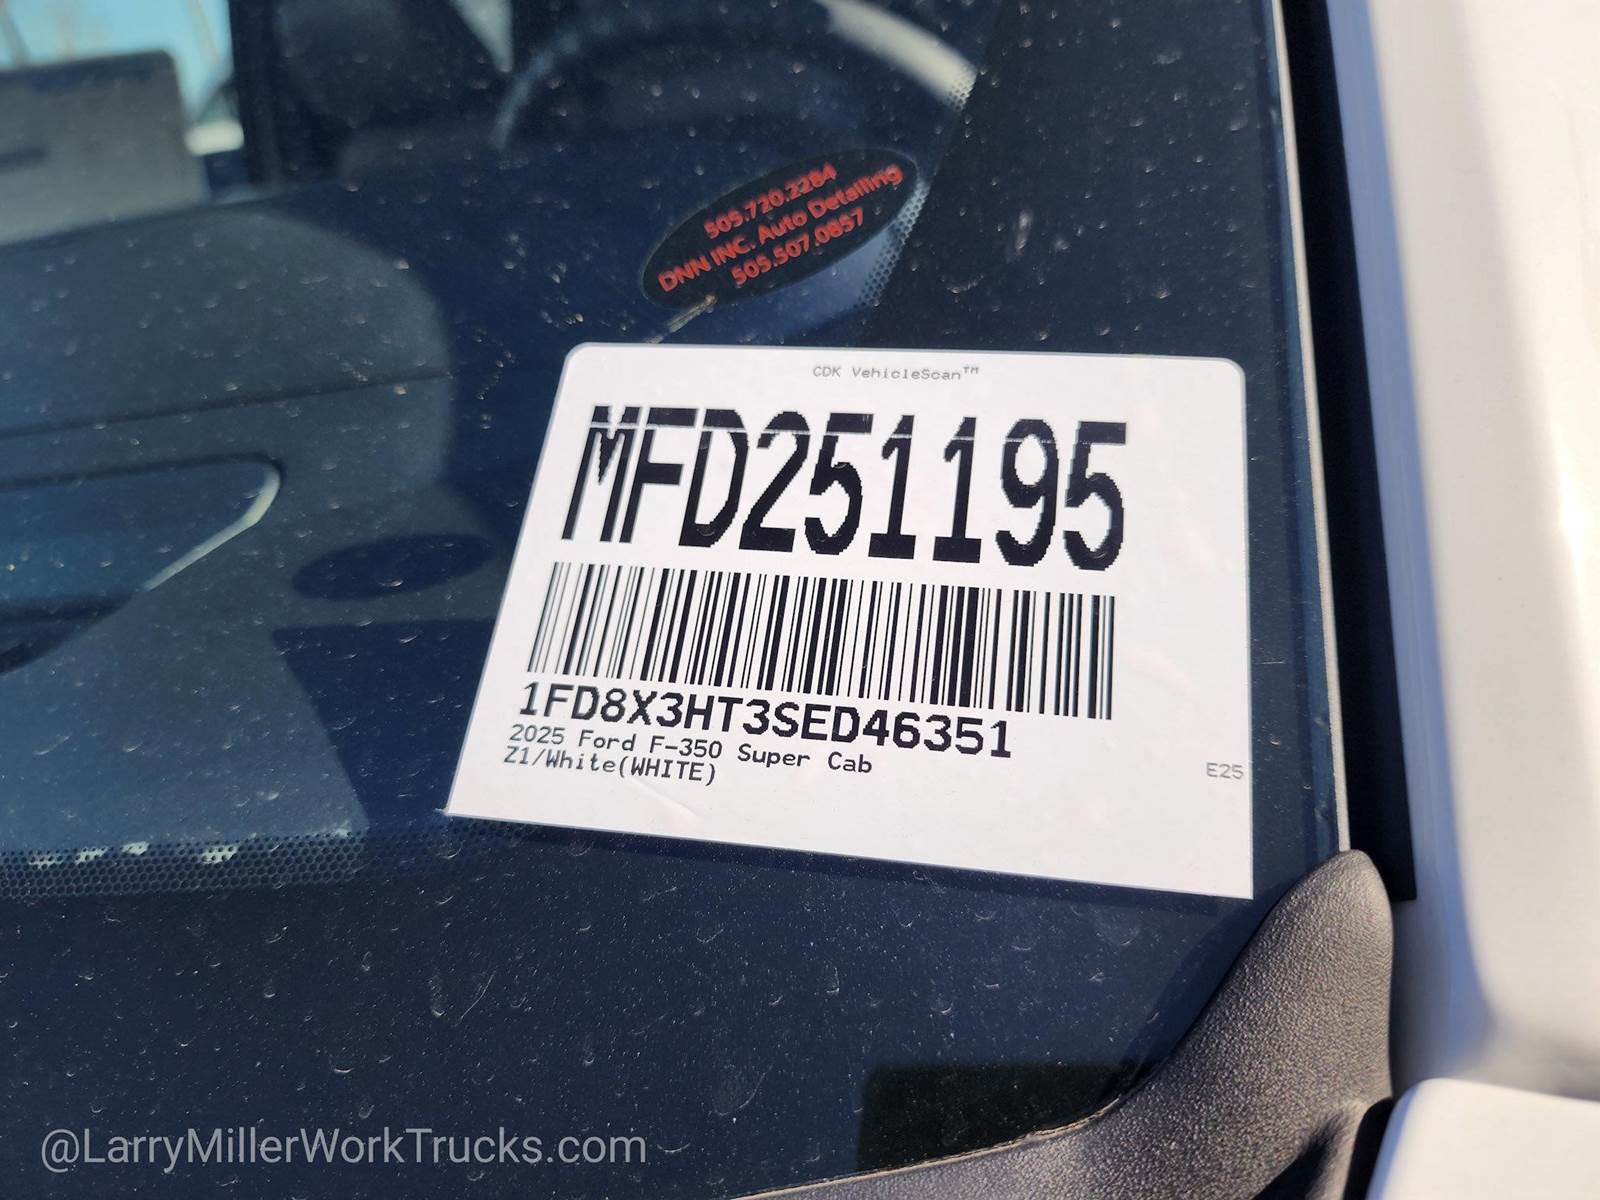 505.720.2284
DNN INC. Auto Detailing
505.507.0857
CDK VehicleScan™
MFD251195
1FD8X3HT3SED46351
2025 Ford F-350 Super Cab
Z1/White(WHITE)
E25
@LarryMillerWorkTrucks.com